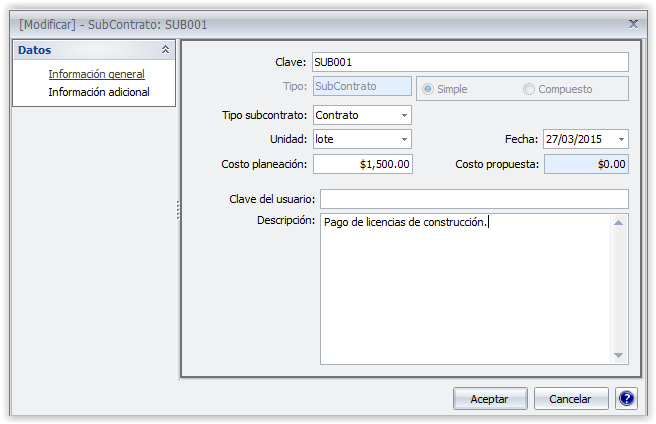 [Modificar] - SubContrato: SUB001
Datos
Información general
Información adicional
Clave: SUB001
Tipo: SubContrato Simple Compuesto
Tipo subcontrato: Contrato
Unidad: lote Fecha: 27/03/2015
Costo planeación: $1,500.00 Costo propuesta: $0.00
Clave del usuario:
Descripción: Pago de licencias de construcción.
Aceptar Cancelar ?